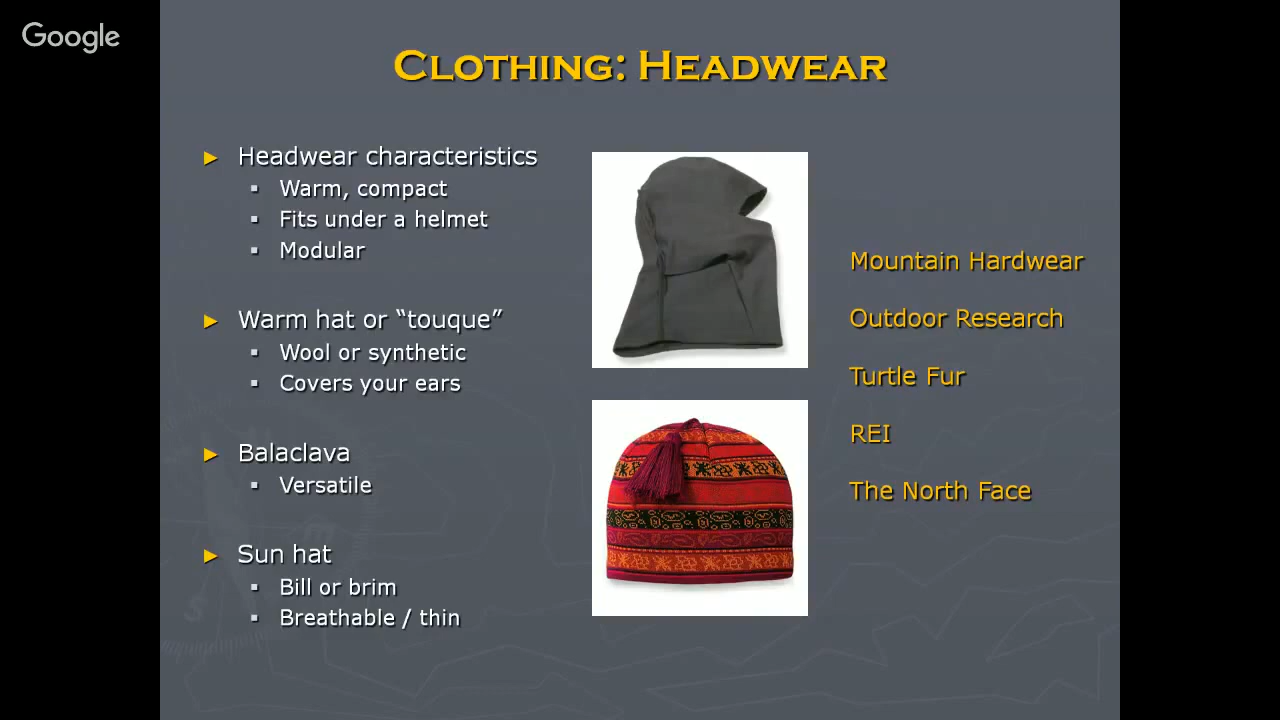 Google
Clothing: Headwear
Headwear characteristics
Warm, compact
Fits under a helmet
Modular
Warm hat or “touque”
Wool or synthetic
Covers your ears
Balaclava
Versatile
Sun hat
Bill or brim
Breathable / thin
Mountain Hardwear
Outdoor Research
Turtle Fur
REI
The North Face